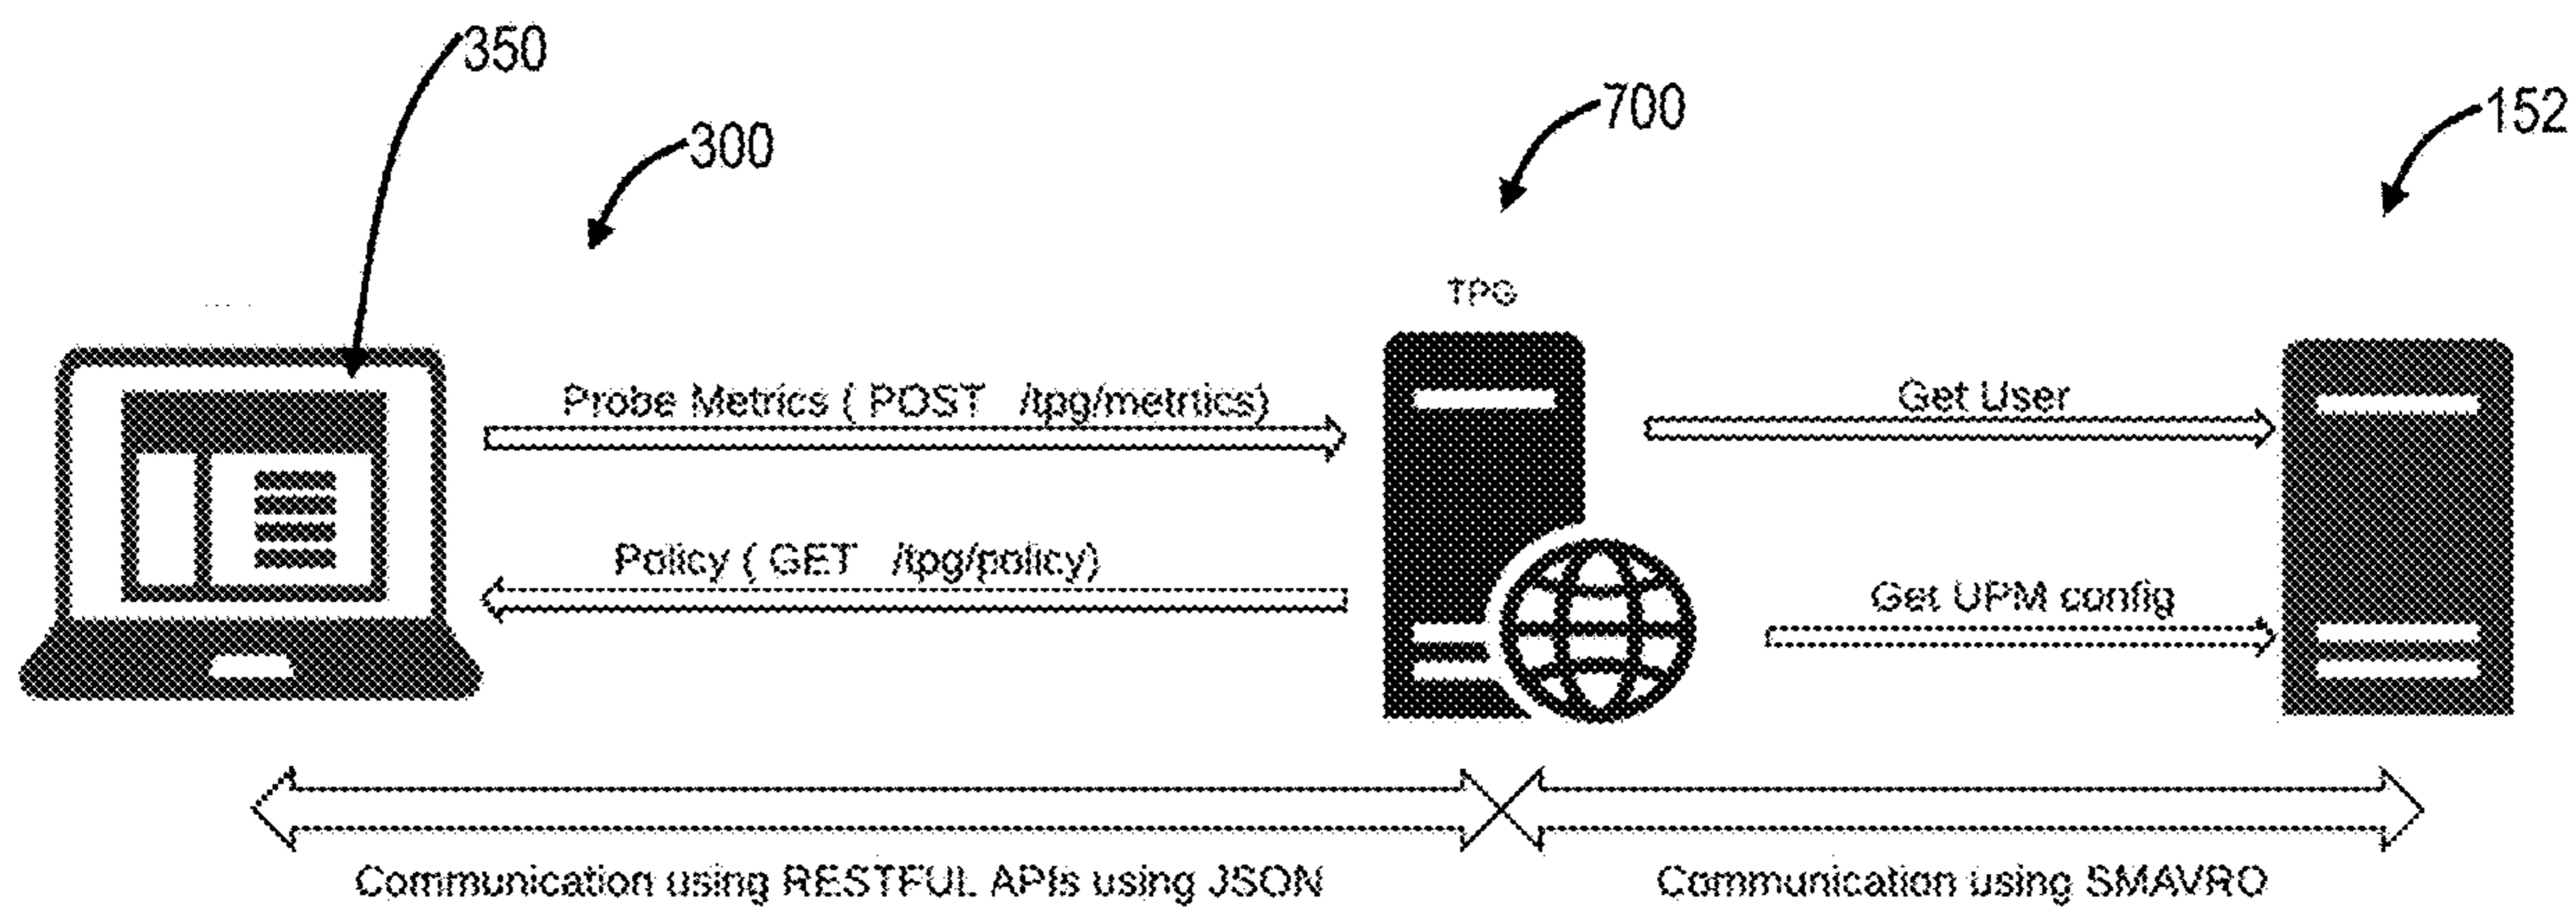 350
300
700
152
TPG
Probe Metrics ( POST /tpg/metrtics)
Get User
Policy ( GET /tpg/policy)
Get UPM config
Communication using RESTFUL APIs using JSON
Communication using SMAVRO